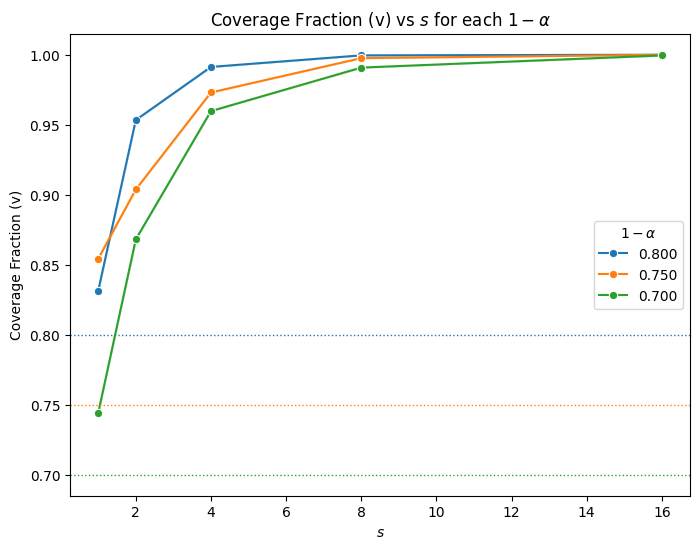 Coverage Fraction (v) vs s for each 1 − α
Coverage Fraction (v)
1.00
0.95
0.90
0.85
0.80
0.75
0.70
1 − α
0.800
0.750
0.700
2 4 6 8 10 12 14 16
s